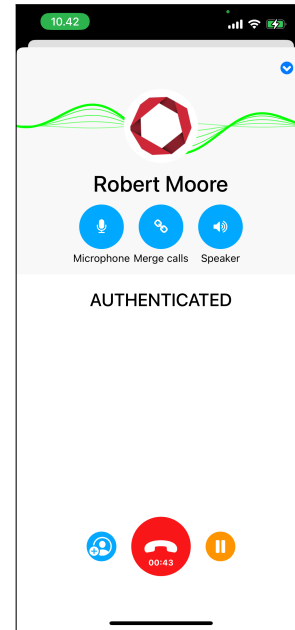 10.42
Robert Moore
Microphone Merge calls Speaker
AUTHENTICATED
00:43